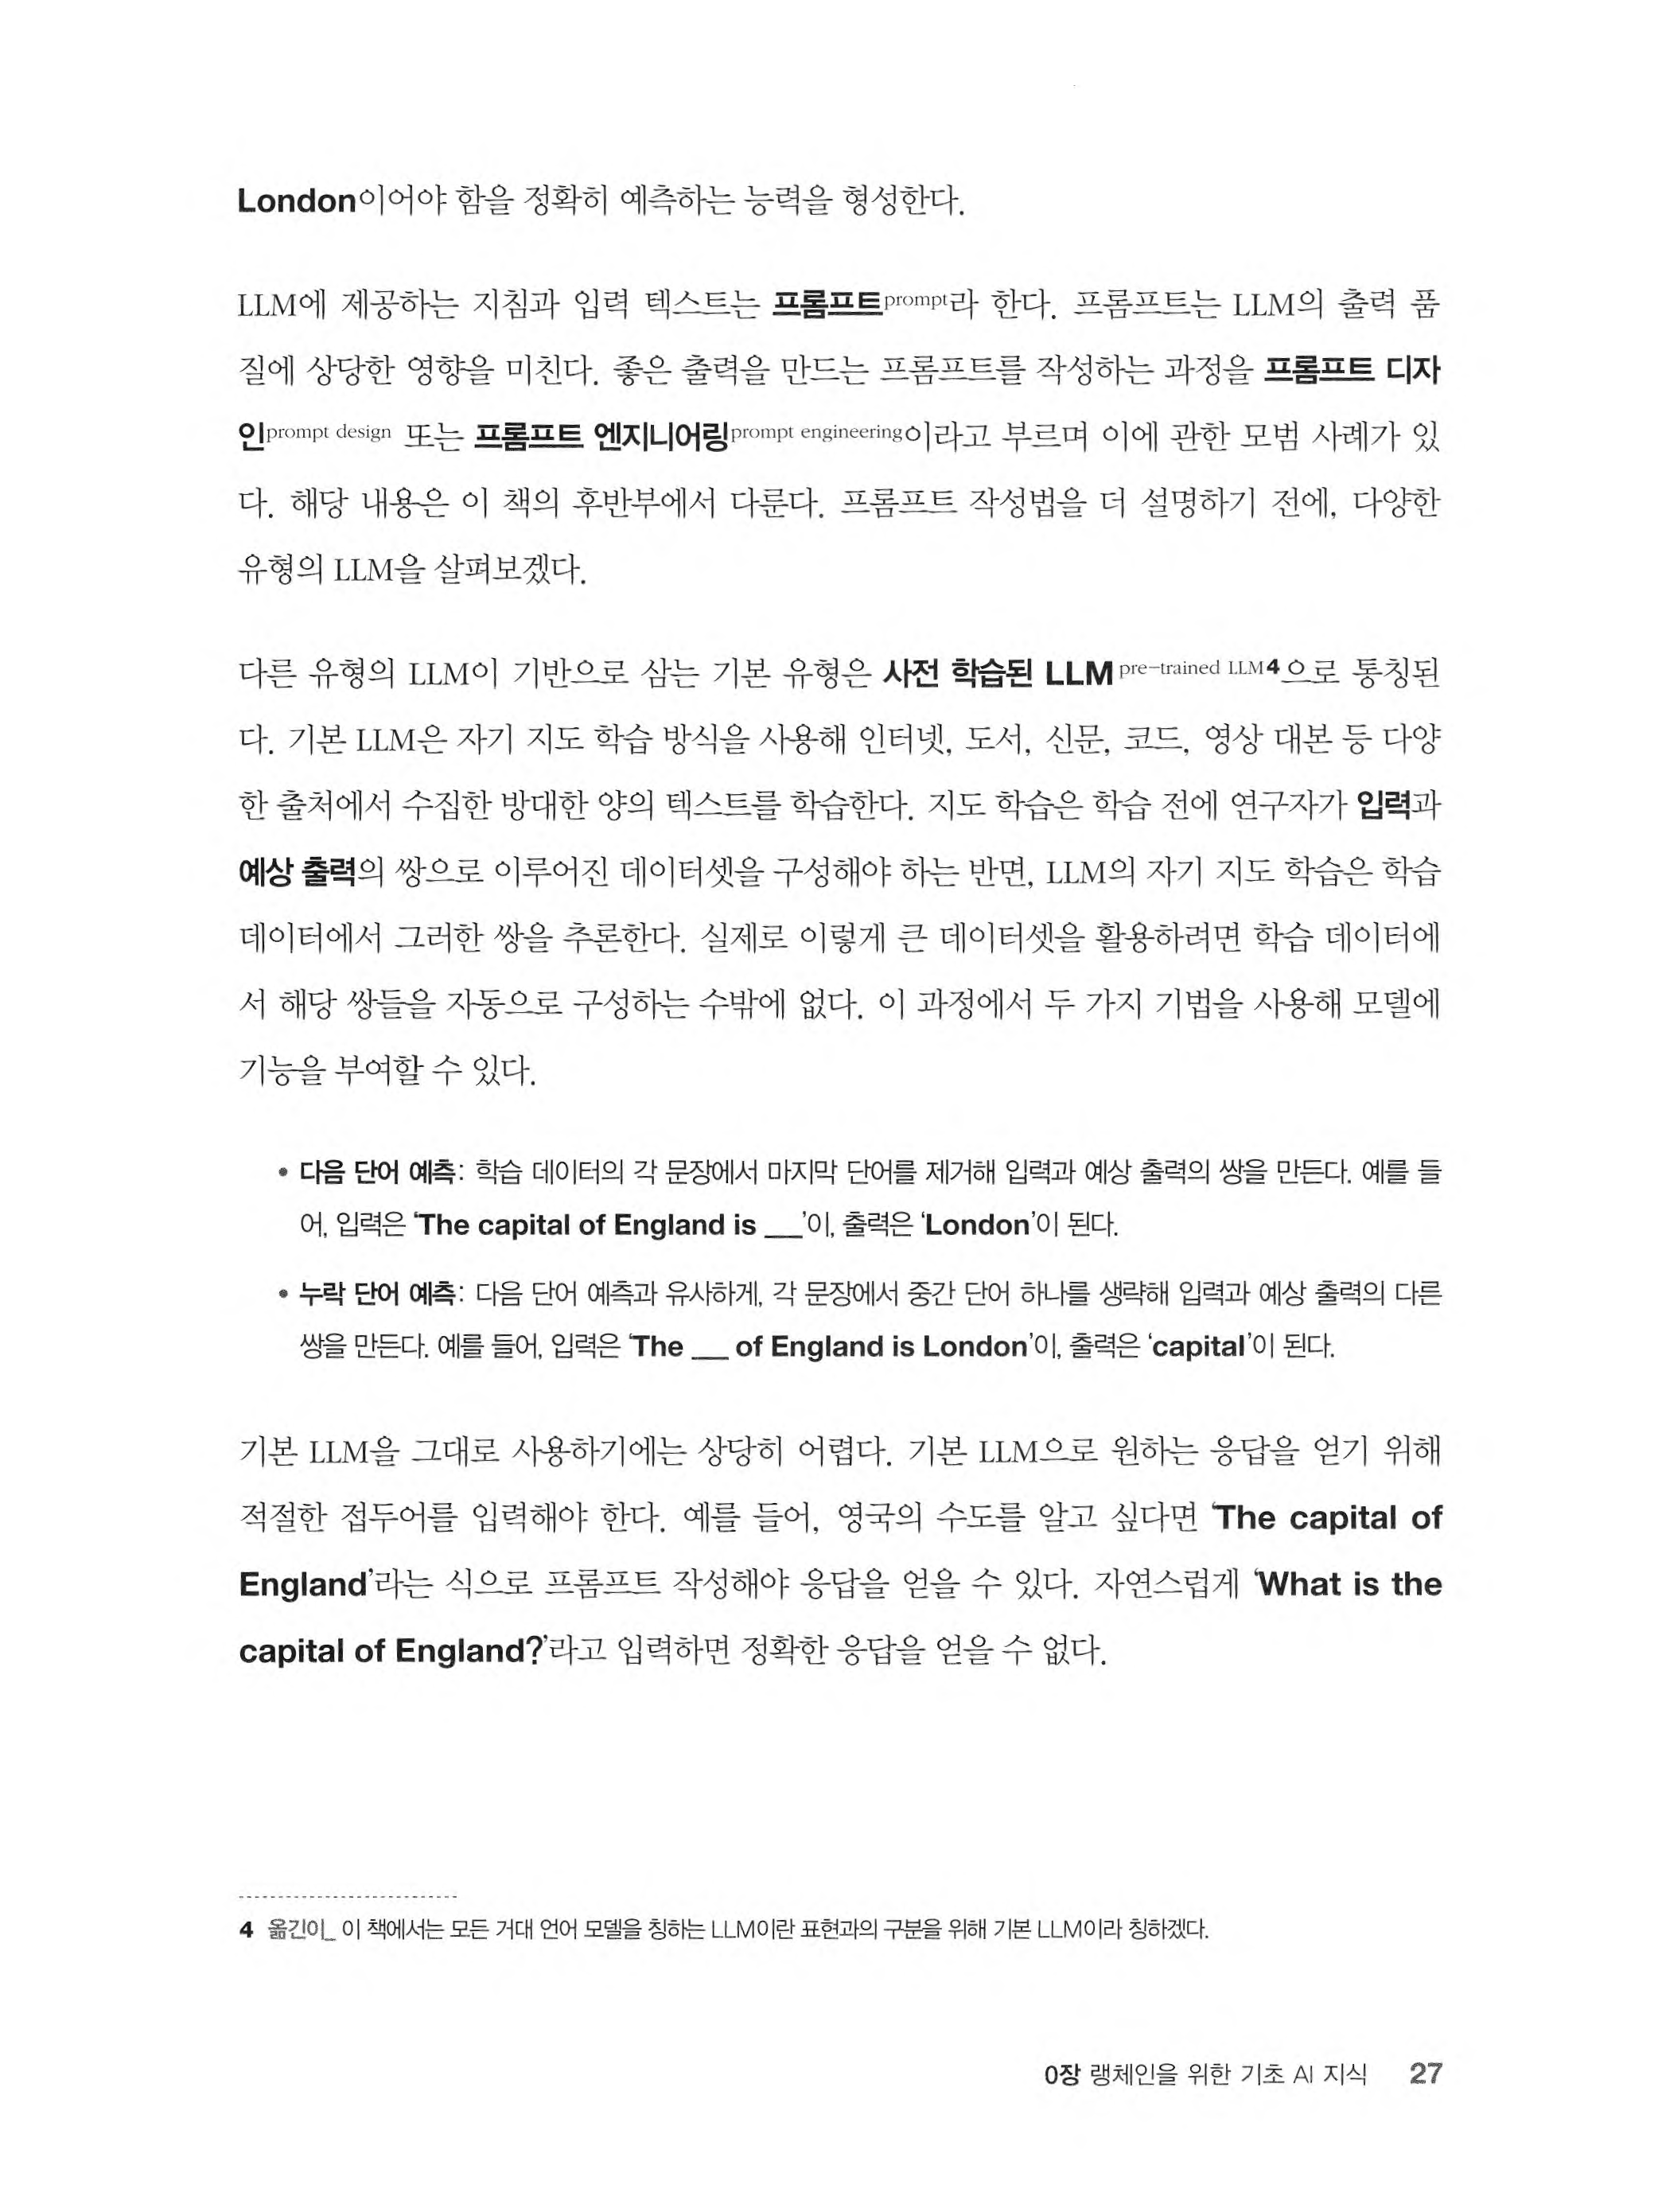 London이어야 함을 정확히 예측하는 능력을 형성한다.
LLM에 제공하는 지침과 입력 텍스트는 프롬프트prompt라 한다. 프롬프트는 LLM의 출력 품
질에 상당한 영향을 미친다. 좋은 출력을 만드는 프롬프트를 작성하는 과정을 프롬프트 디자
인prompt design 또는 프롬프트 엔지니어링prompt engineering이라고 부르며 이에 관한 모범 사례가 있
다. 해당 내용은 이 책의 후반부에서 다룬다. 프롬프트 작성법을 더 설명하기 전에, 다양한
유형의 LLM을 살펴보겠다.
다른 유형의 LLM이 기반으로 삼는 기본 유형은 사전 학습된 LLM pre-trained LLM4으로 통칭된
다. 기본 LLM은 자기 지도 학습 방식을 사용해 인터넷, 도서, 신문, 코드, 영상 대본 등 다양
한 출처에서 수집한 방대한 양의 텍스트를 학습한다. 지도 학습은 학습 전에 연구자가 입력과
예상 출력의 쌍으로 이루어진 데이터셋을 구성해야 하는 반면, LLM의 자기 지도 학습은 학습
데이터에서 그러한 쌍을 추론한다. 실제로 이렇게 큰 데이터셋을 활용하려면 학습 데이터에
서 해당 쌍들을 자동으로 구성하는 수밖에 없다. 이 과정에서 두 가지 기법을 사용해 모델에
기능을 부여할 수 있다.
• 다음 단어 예측: 학습 데이터의 각 문장에서 마지막 단어를 제거해 입력과 예상 출력의 쌍을 만든다. 예를 들
어, 입력은 ‘The capital of England is __’이, 출력은 ‘London’이 된다.
• 누락 단어 예측: 다음 단어 예측과 유사하게, 각 문장에서 중간 단어 하나를 생략해 입력과 예상 출력의 다른
쌍을 만든다. 예를 들어, 입력은 ‘The __ of England is London’이, 출력은 ‘capital’이 된다.
기본 LLM을 그대로 사용하기에는 상당히 어렵다. 기본 LLM으로 원하는 응답을 얻기 위해
적절한 접두어를 입력해야 한다. 예를 들어, 영국의 수도를 알고 싶다면 ‘The capital of
England’라는 식으로 프롬프트 작성해야 응답을 얻을 수 있다. 자연스럽게 ‘What is the
capital of England?’라고 입력하면 정확한 응답을 얻을 수 없다.
4 옮긴이_ 이 책에서는 모든 거대 언어 모델을 칭하는 LLM이란 표현과의 구분을 위해 기본 LLM이라 칭하겠다.
0장 랭체인을 위한 기초 AI 지식 27